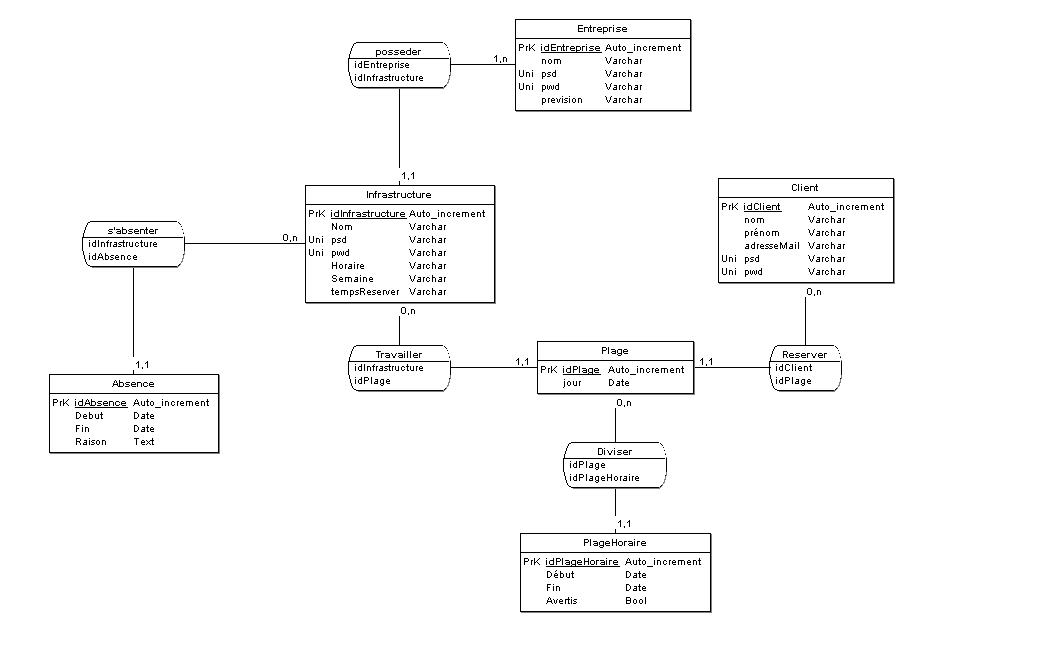 Entreprise
PrK idEntreprise Auto_increment
nom Varchar
Uni psd Varchar
Uni pwd Varchar
prevision Varchar
posseder
idEntreprise
idInfrastructure
1,n
1,1
Infrastructure
PrK idInfrastructure Auto_increment
Nom Varchar
Uni psd Varchar
Uni pwd Varchar
Horaire Varchar
Semaine Varchar
tempsReserver Varchar
Client
PrK idClient Auto_increment
nom Varchar
prénom Varchar
adresseMail Varchar
Uni psd Varchar
Uni pwd Varchar
s'absenter
idInfrastructure
idAbsence
0,n
0,n
0,n
1,1
Absence
PrK idAbsence Auto_increment
Debut Date
Fin Date
Raison Text
Travailler
idInfrastructure
idPlage
1,1
Plage
PrK idPlage Auto_increment
jour Date
1,1
Reserver
idClient
idPlage
0,n
Diviser
idPlage
idPlageHoraire
1,1
PlageHoraire
PrK idPlageHoraire Auto_increment
Début Date
Fin Date
Avertis Bool